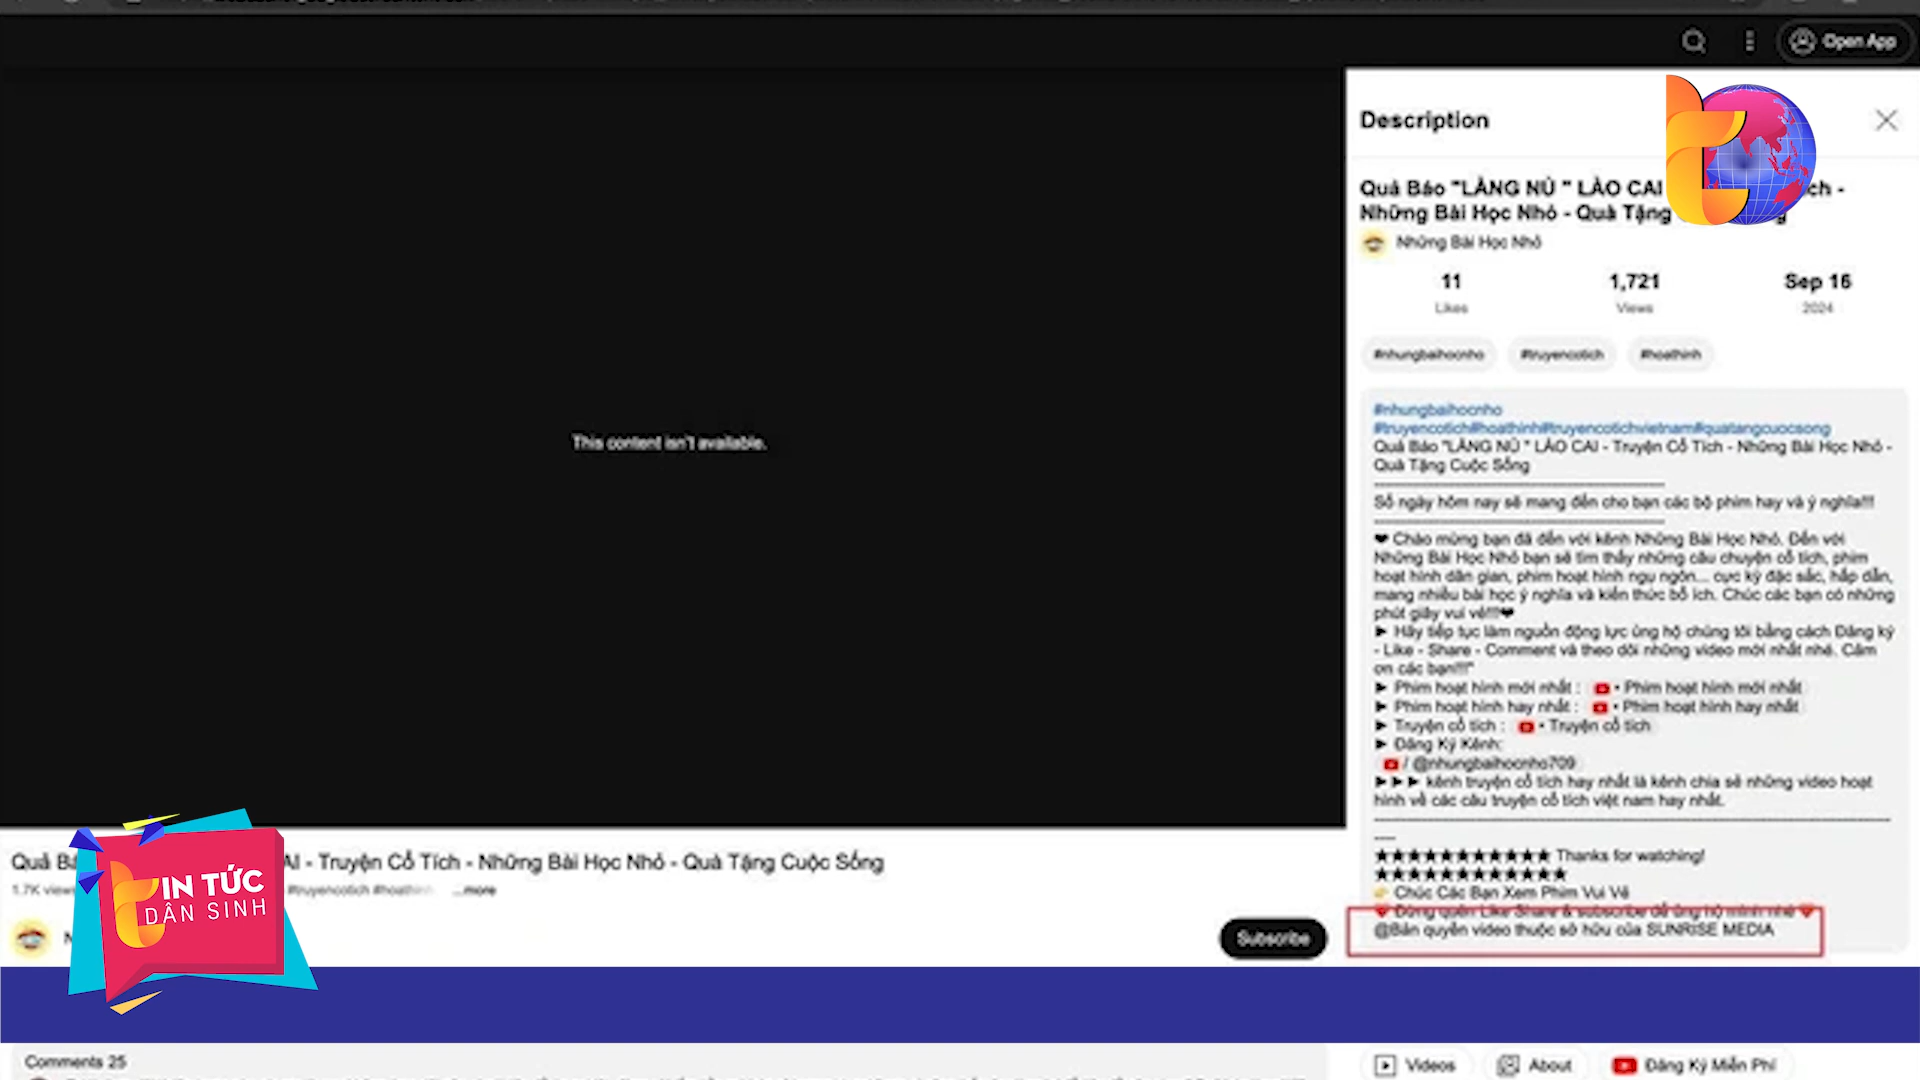 Open App
Description
Quả Báo "LÀNG NỦ " LÀO CAI
ch -
Những Bài Học Nhỏ - Quà Tặng
Những Bài Học Nhỏ
11
1,721
Sep 16
Likes
Views
2024
#nhungbaihocnho
#truyencotich
#hoathinh
#nhungbaihocnho
#truyencotich#hoathinh#truyencotichvietnam#quatangcuocsong
Quả Báo "LÀNG NỦ " LÀO CAI - Truyện Cổ Tích - Những Bài Học Nhỏ -
Quà Tặng Cuộc Sống
Số ngày hôm nay sẽ mang đến cho bạn các bộ phim hay và ý nghĩa!!!
❤ Chào mừng bạn đã đến với kênh Những Bài Học Nhỏ. Đến với
Những Bài Học Nhỏ bạn sẽ tìm thấy những câu chuyện cổ tích, phim
hoạt hình dân gian, phim hoạt hình ngụ ngôn... cực kỳ đặc sắc, hấp dẫn,
mang nhiều bài học ý nghĩa và kiến thức bổ ích. Chúc các bạn có những
phút giây vui vẻ!!!❤
► Hãy tiếp tục làm nguồn động lực ủng hộ chúng tôi bằng cách Đăng ký
- Like - Share - Comment và theo dõi những video mới nhất nhé. Cảm
ơn các bạn!!!"
► Phim hoạt hình mới nhất : • Phim hoạt hình mới nhất
► Phim hoạt hình hay nhất : • Phim hoạt hình hay nhất
► Truyện cổ tích : • Truyện cổ tích
► Đăng Ký Kênh:
/ @nhungbaihocnho709
►►► kênh truyện cổ tích hay nhất là kênh chia sẻ những video hoạt
hình về các câu truyện cổ tích việt nam hay nhất.
★★★★★★★★★★★ Thanks for watching!
★★★★★★★★★★★★
Chúc Các Bạn Xem Phim Vui Vẻ
Đừng quên Like Share & subscribe để ủng hộ mình nhé
@Bản quyền video thuộc sở hữu của SUNRISE MEDIA
This content isn't available.
Quả Bá
AI - Truyện Cổ Tích - Những Bài Học Nhỏ - Quà Tặng Cuộc Sống
1.7K views
#truyencotich #hoathinh ...more
Subscribe
TIN TỨC
DÂN SINH
Comments 25
Videos
About
Đăng Ký Miễn Phí